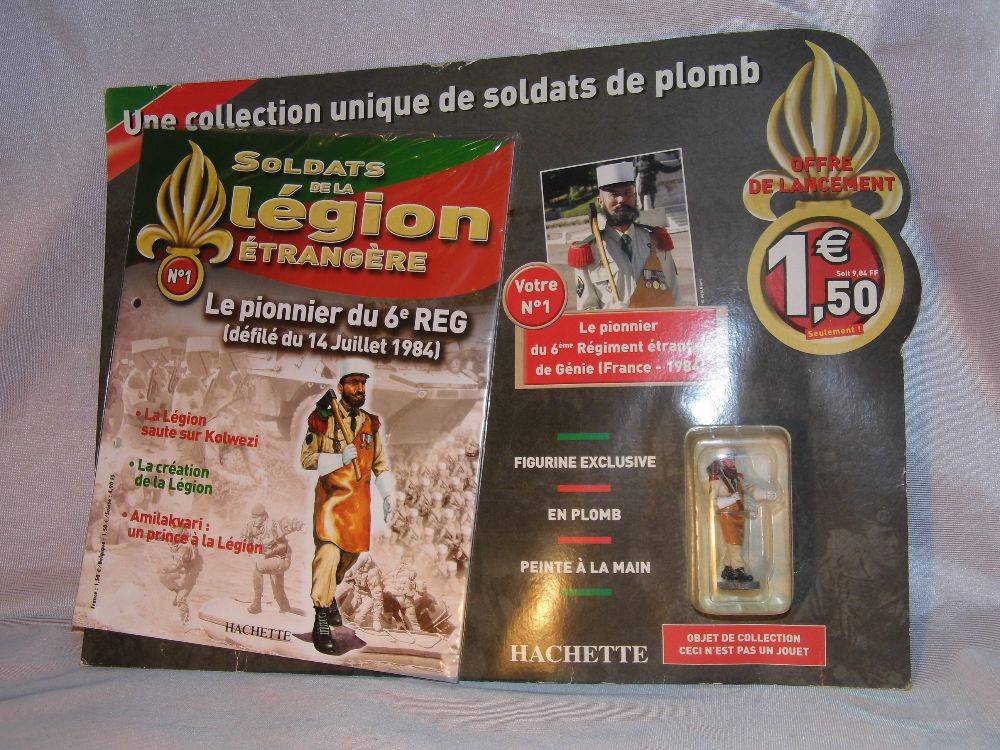 Une collection unique de soldats de plomb
SOLDATS
DE LA
légion
ÉTRANGÈRE
N°1
Le pionnier du 6e REG
(défilé du 14 Juillet 1984)
• La Légion
saute sur Kolwezi
• La création
de la Légion
• Amilakvari :
un prince à la Légion
HACHETTE
OFFRE
DE LANCEMENT
1,50 €
Soit 9,84 FF
Seulement !
Votre
N°1
Le pionnier
du 6ème Régiment étranger
de Génie (France - 1984)
FIGURINE EXCLUSIVE
EN PLOMB
PEINTE À LA MAIN
HACHETTE
OBJET DE COLLECTION
CECI N'EST PAS UN JOUET